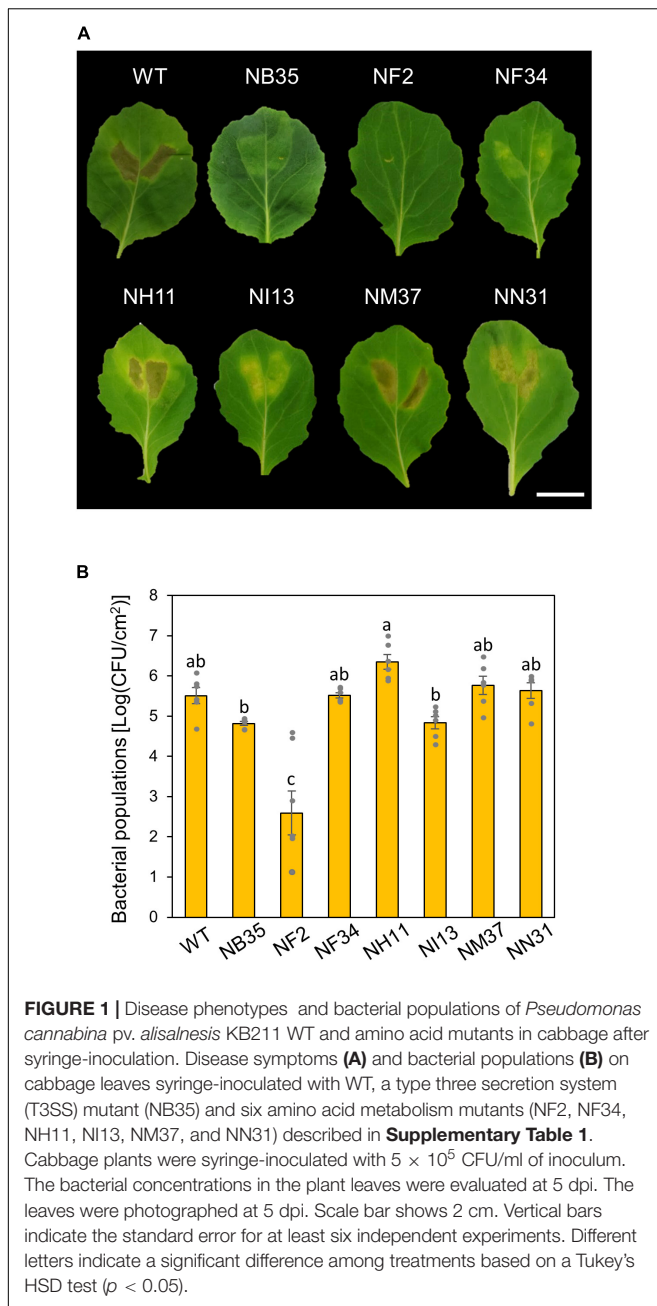 A
WT NB35 NF2 NF34
NH11 NI13 NM37 NN31
B
Bacterial populations [Log(CFU/cm²)]
8
7
6
5
4
3
2
1
0
ab
b
c
ab
a
b
ab
ab
WT NB35 NF2 NF34 NH11 NI13 NM37 NN31
FIGURE 1 | Disease phenotypes and bacterial populations of Pseudomonas
cannabina pv. alisalnesis KB211 WT and amino acid mutants in cabbage after
syringe-inoculation. Disease symptoms (A) and bacterial populations (B) on
cabbage leaves syringe-inoculated with WT, a type three secretion system
(T3SS) mutant (NB35) and six amino acid metabolism mutants (NF2, NF34,
NH11, NI13, NM37, and NN31) described in Supplementary Table 1.
Cabbage plants were syringe-inoculated with 5 × 10⁵ CFU/ml of inoculum.
The bacterial concentrations in the plant leaves were evaluated at 5 dpi. The
leaves were photographed at 5 dpi. Scale bar shows 2 cm. Vertical bars
indicate the standard error for at least six independent experiments. Different
letters indicate a significant difference among treatments based on a Tukey's
HSD test (p < 0.05).